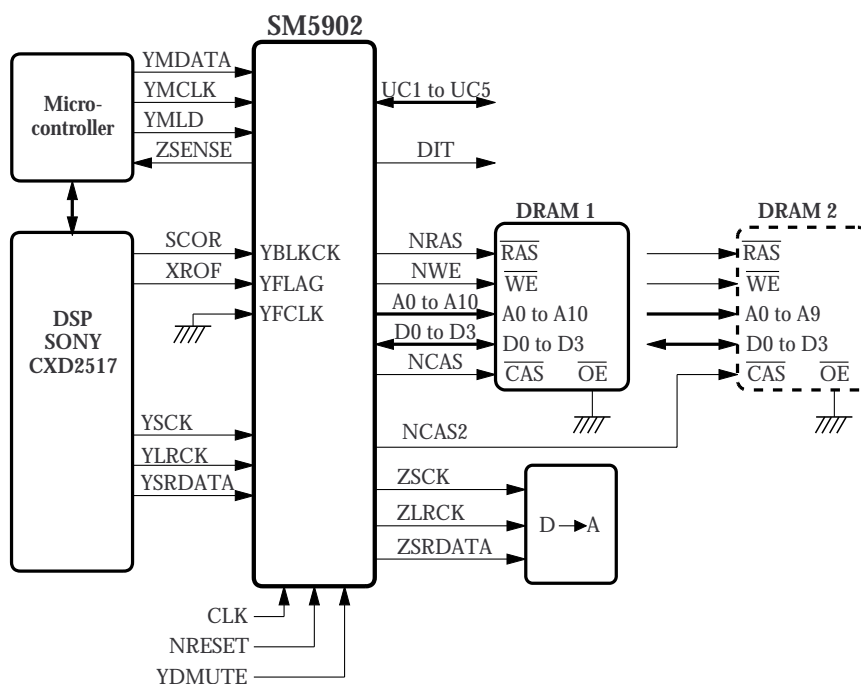 SM5902
Micro-
controller
YMDATA
YMCLK
YMLD
ZSENSE
UC1 to UC5
DIT
DSP
SONY
CXD2517
SCOR
XROF
YBLKCK
YFLAG
YFCLK
YSCK
YLRCK
YSRDATA
NRAS
NWE
A0 to A10
D0 to D3
NCAS
DRAM 1
RAS
WE
A0 to A10
D0 to D3
CAS OE
DRAM 2
RAS
WE
A0 to A9
D0 to D3
CAS OE
NCAS2
ZSCK
ZLRCK
ZSRDATA
D A
CLK
NRESET
YDMUTE